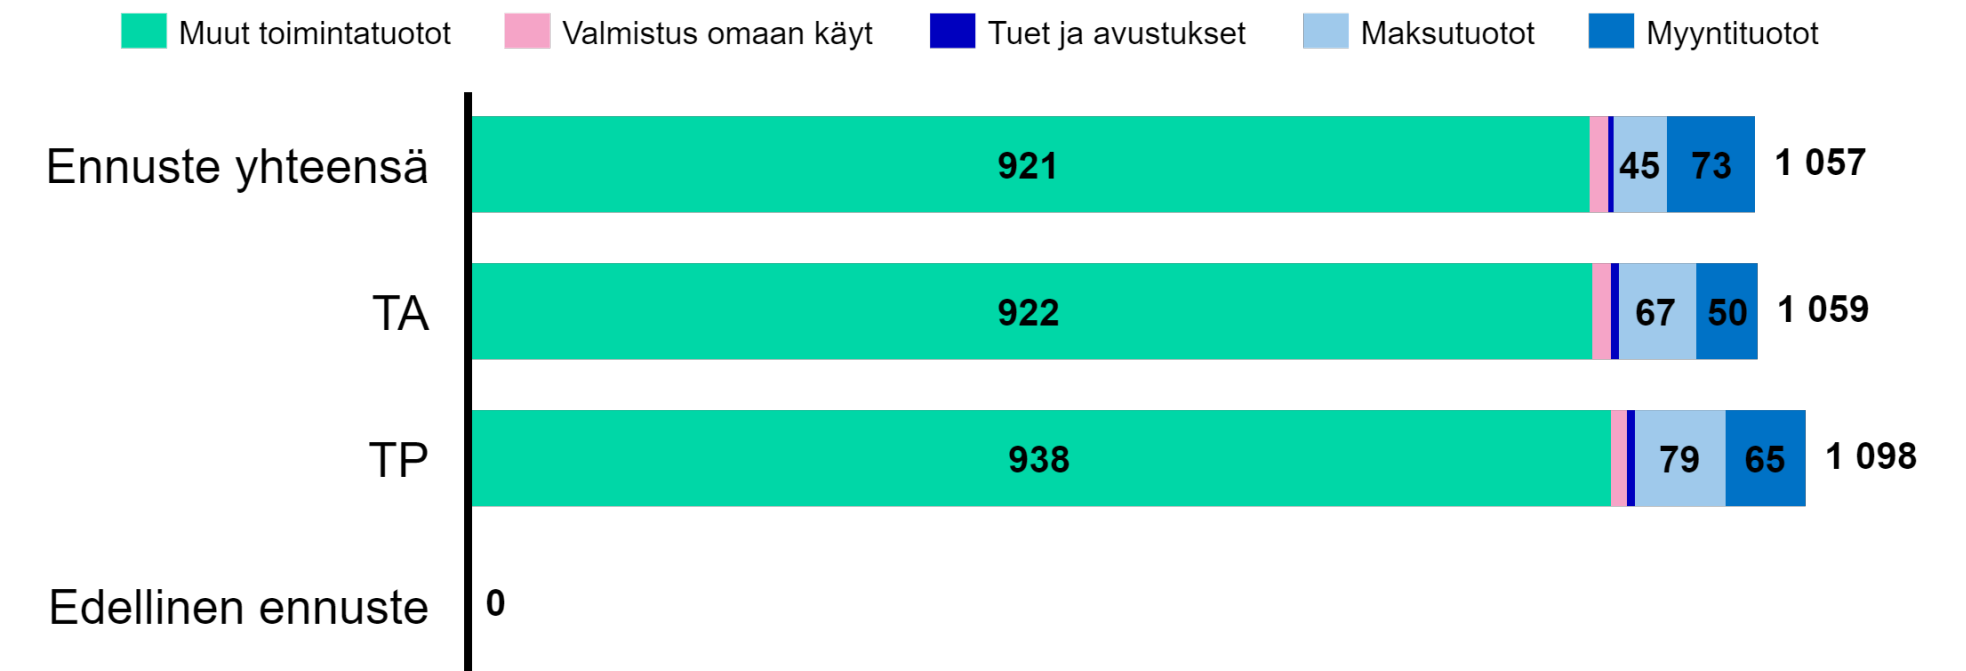 Muut toimintatuotot Valmistus omaan käyt Tuet ja avustukset Maksutuotot Myyntituotot
Ennuste yhteensä 921 45 73 1 057
TA 922 67 50 1 059
TP 938 79 65 1 098
Edellinen ennuste 0